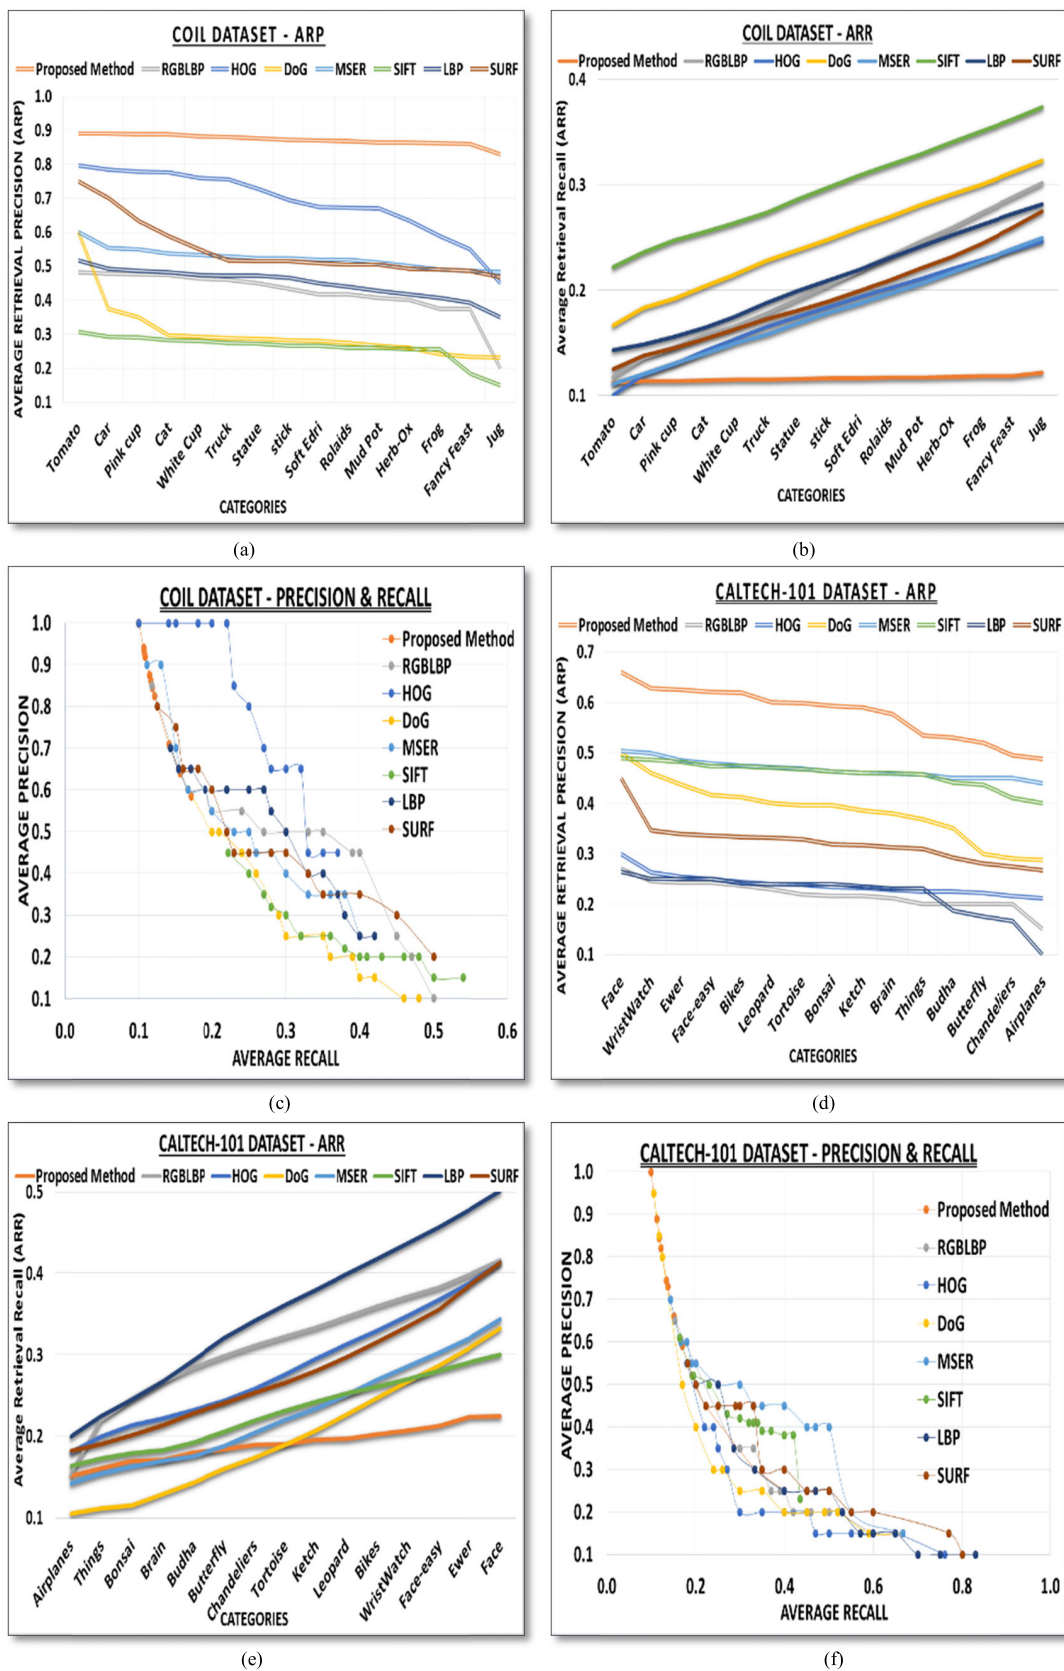 COIL DATASET - ARP
Proposed Method RGBLBP HOG DoG MSER SIFT LBP SURF
AVERAGE RETRIEVAL PRECISION (ARP)
1.0
0.9
0.8
0.7
0.6
0.5
0.4
0.3
0.2
0.1
Tomato Car Pink cup Cat White Cup Truck Statue stick Soft Edri Rolaids Mud Pot Herb-Ox Frog Fancy Feast Jug
CATEGORIES
(a)
COIL DATASET - ARR
Proposed Method RGBLBP HOG DoG MSER SIFT LBP SURF
Average Retrieval Recall (ARR)
0.4
0.3
0.2
0.1
Tomato Car Pink cup Cat White Cup Truck Statue stick Soft Edri Rolaids Mud Pot Herb-Ox Frog Fancy Feast Jug
CATEGORIES
(b)
COIL DATASET - PRECISION & RECALL
AVERAGE PRECISION
1.0
0.9
0.8
0.7
0.6
0.5
0.4
0.3
0.2
0.1
Proposed Method
RGBLBP
HOG
DoG
MSER
SIFT
LBP
SURF
0.0 0.1 0.2 0.3 0.4 0.5 0.6
AVERAGE RECALL
(c)
CALTECH-101 DATASET - ARP
Proposed Method RGBLBP HOG DoG MSER SIFT LBP SURF
AVERAGE RETRIEVAL PRECISION (ARP)
0.7
0.6
0.5
0.4
0.3
0.2
0.1
Face WristWatch Ewer Face-easy Bikes Leopard Tortoise Bonsai Ketch Brain Things Budha Butterfly Chandeliers Airplanes
CATEGORIES
(d)
CALTECH-101 DATASET - ARR
Proposed Method RGBLBP HOG DoG MSER SIFT LBP SURF
Average Retrieval Recall (ARR)
0.5
0.4
0.3
0.2
0.1
Airplanes Things Bonsai Brain Budha Butterfly Chandeliers Tortoise Ketch Leopard Bikes WristWatch Face-easy Ewer Face
CATEGORIES
(e)
CALTECH-101 DATASET - PRECISION & RECALL
AVERAGE PRECISION
1.0
0.9
0.8
0.7
0.6
0.5
0.4
0.3
0.2
0.1
Proposed Method
RGBLBP
HOG
DoG
MSER
SIFT
LBP
SURF
0.0 0.2 0.4 0.6 0.8 1.0
AVERAGE RECALL
(f)